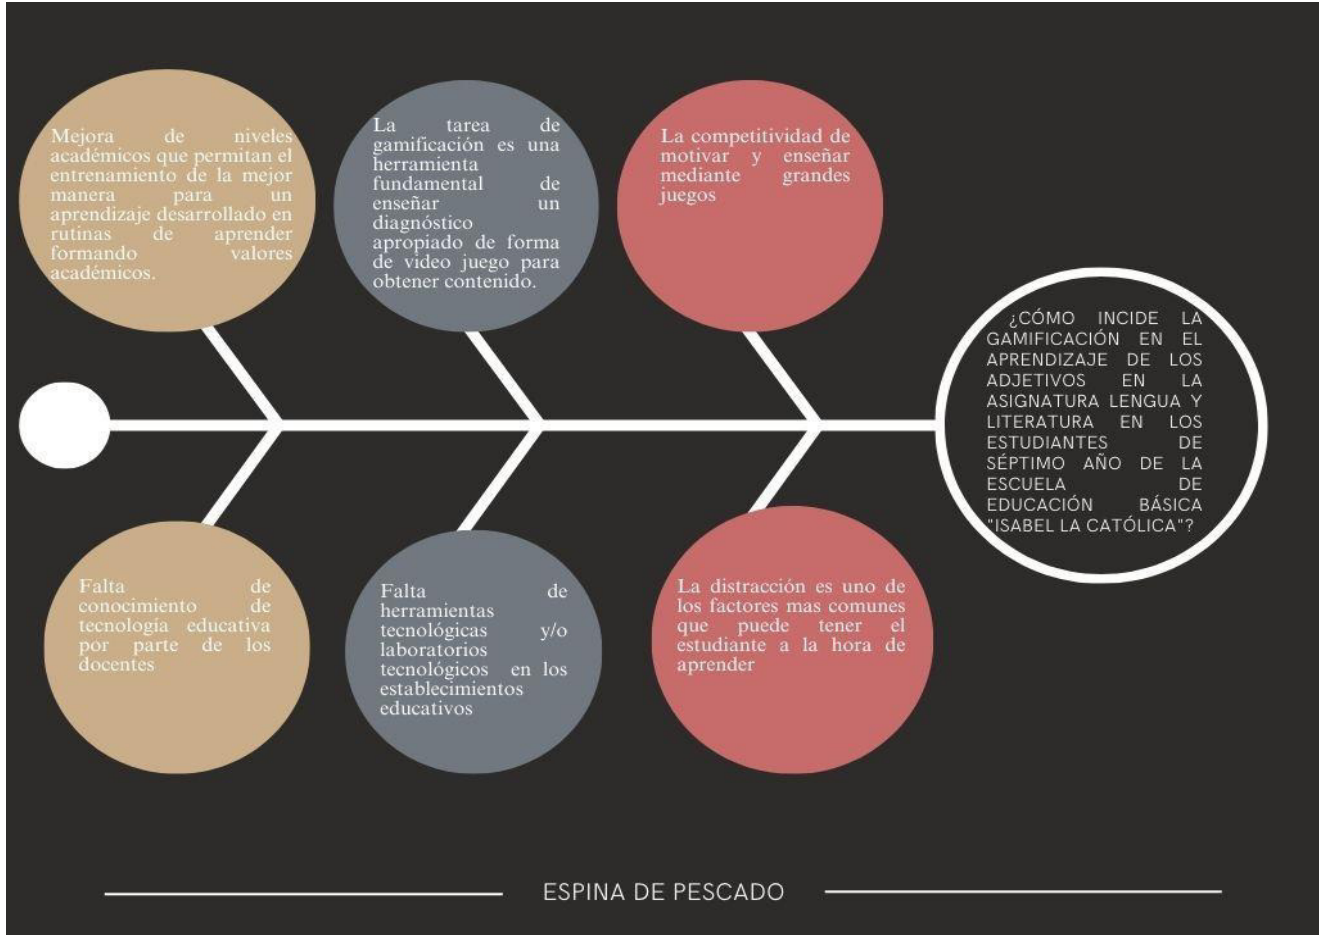 Mejora de niveles
académicos que permitan el
entrenamiento de la mejor
manera para un
aprendizaje desarrollado en
rutinas de aprender
formando valores
académicos.
La tarea de
gamificación es una
herramienta
fundamental de
enseñar un
diagnóstico
apropiado de forma
de video juego para
obtener contenido.
La competitividad de
motivar y enseñar
mediante grandes
juegos
¿CÓMO INCIDE LA
GAMIFICACIÓN EN EL
APRENDIZAJE DE LOS
ADJETIVOS EN LA
ASIGNATURA LENGUA Y
LITERATURA EN LOS
ESTUDIANTES DE
SÉPTIMO AÑO DE LA
ESCUELA DE
EDUCACIÓN BÁSICA
"ISABEL LA CATÓLICA"?
Falta de
conocimiento de
tecnología educativa
por parte de los
docentes
Falta de
herramientas
tecnológicas y/o
laboratorios
tecnológicos en los
establecimientos
educativos
La distracción es uno de
los factores mas comunes
que puede tener el
estudiante a la hora de
aprender
ESPINA DE PESCADO